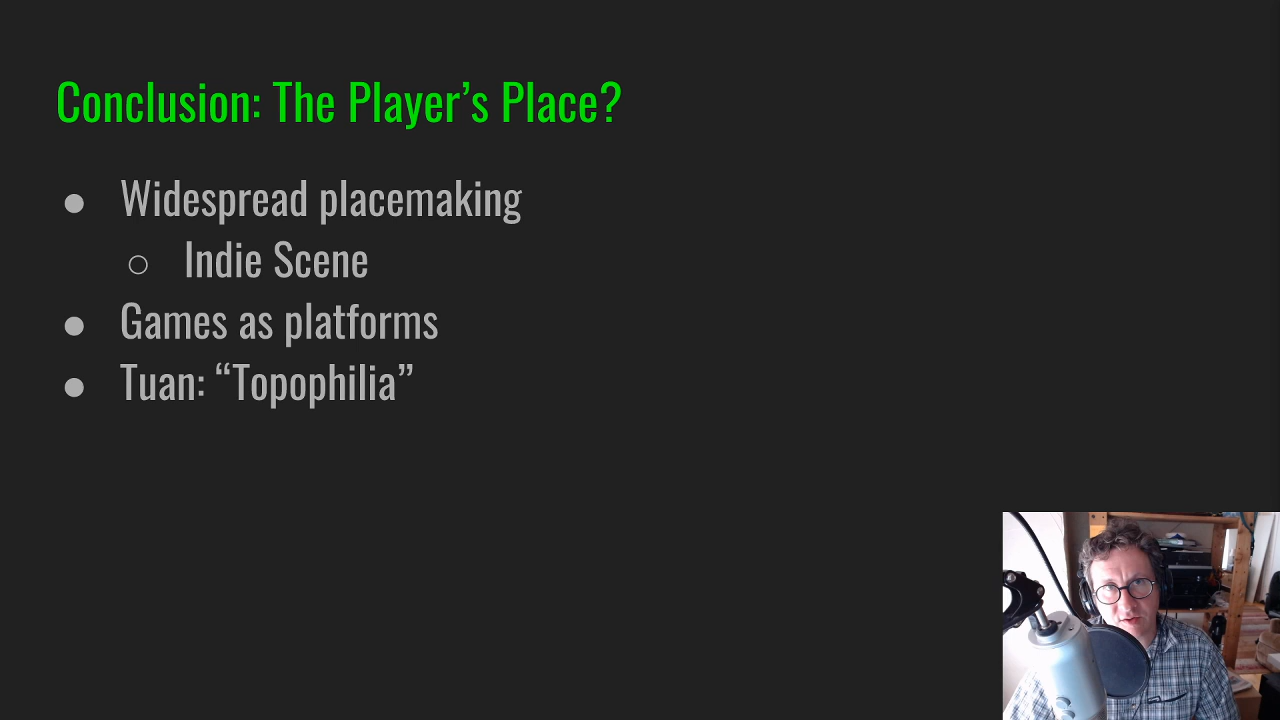 Conclusion: The Player’s Place?
● Widespread placemaking
○ Indie Scene
● Games as platforms
● Tuan: “Topophilia”